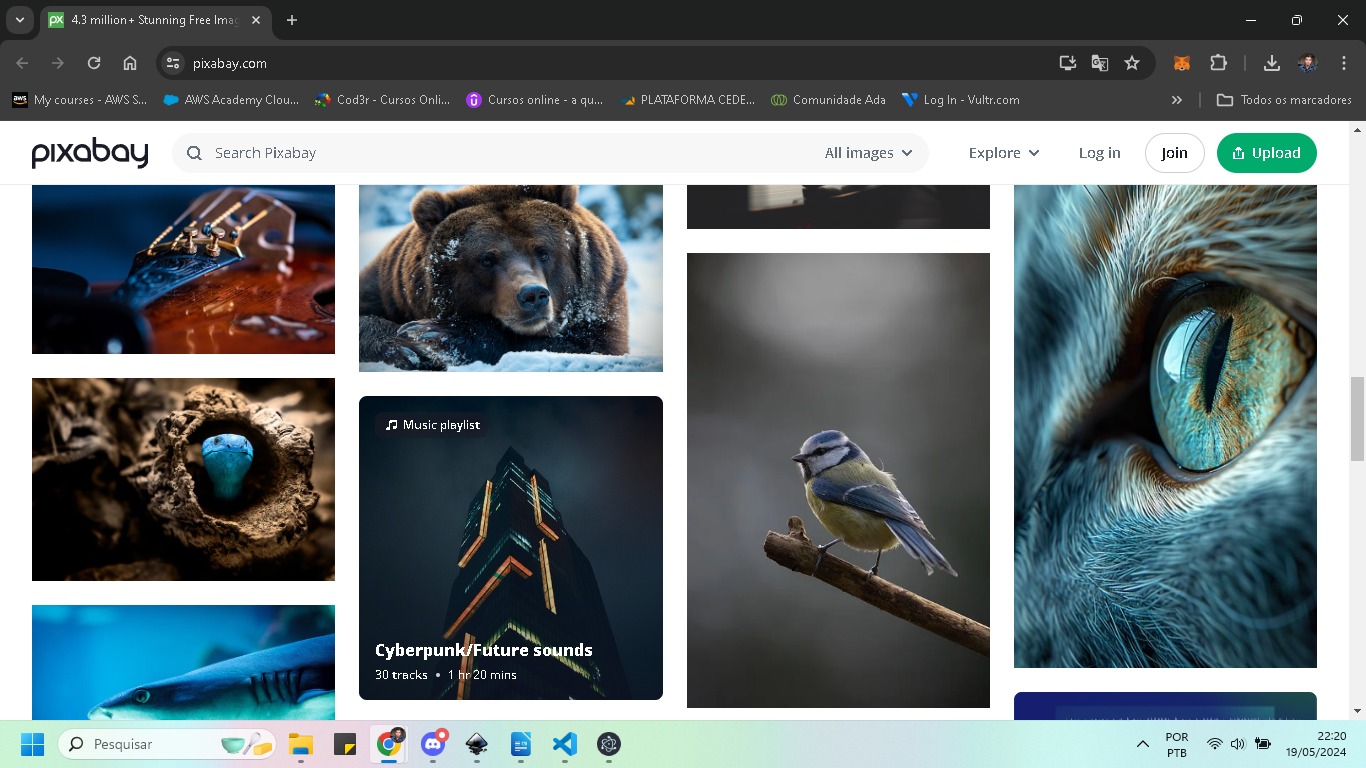 4.3 million+ Stunning Free Imag
pixabay.com
aws
My courses - AWS S...
AWS Academy Clou...
Cod3r - Cursos Onli...
Cursos online - a qu...
PLATAFORMA CEDE...
Comunidade Ada
Log In - Vultr.com
Todos os marcadores
pixabay
Search Pixabay
All images
Explore
Log in
Join
Upload
Music playlist
Cyberpunk/Future sounds
30 tracks • 1 hr 20 mins
Pesquisar
POR
PTB
22:20
19/05/2024